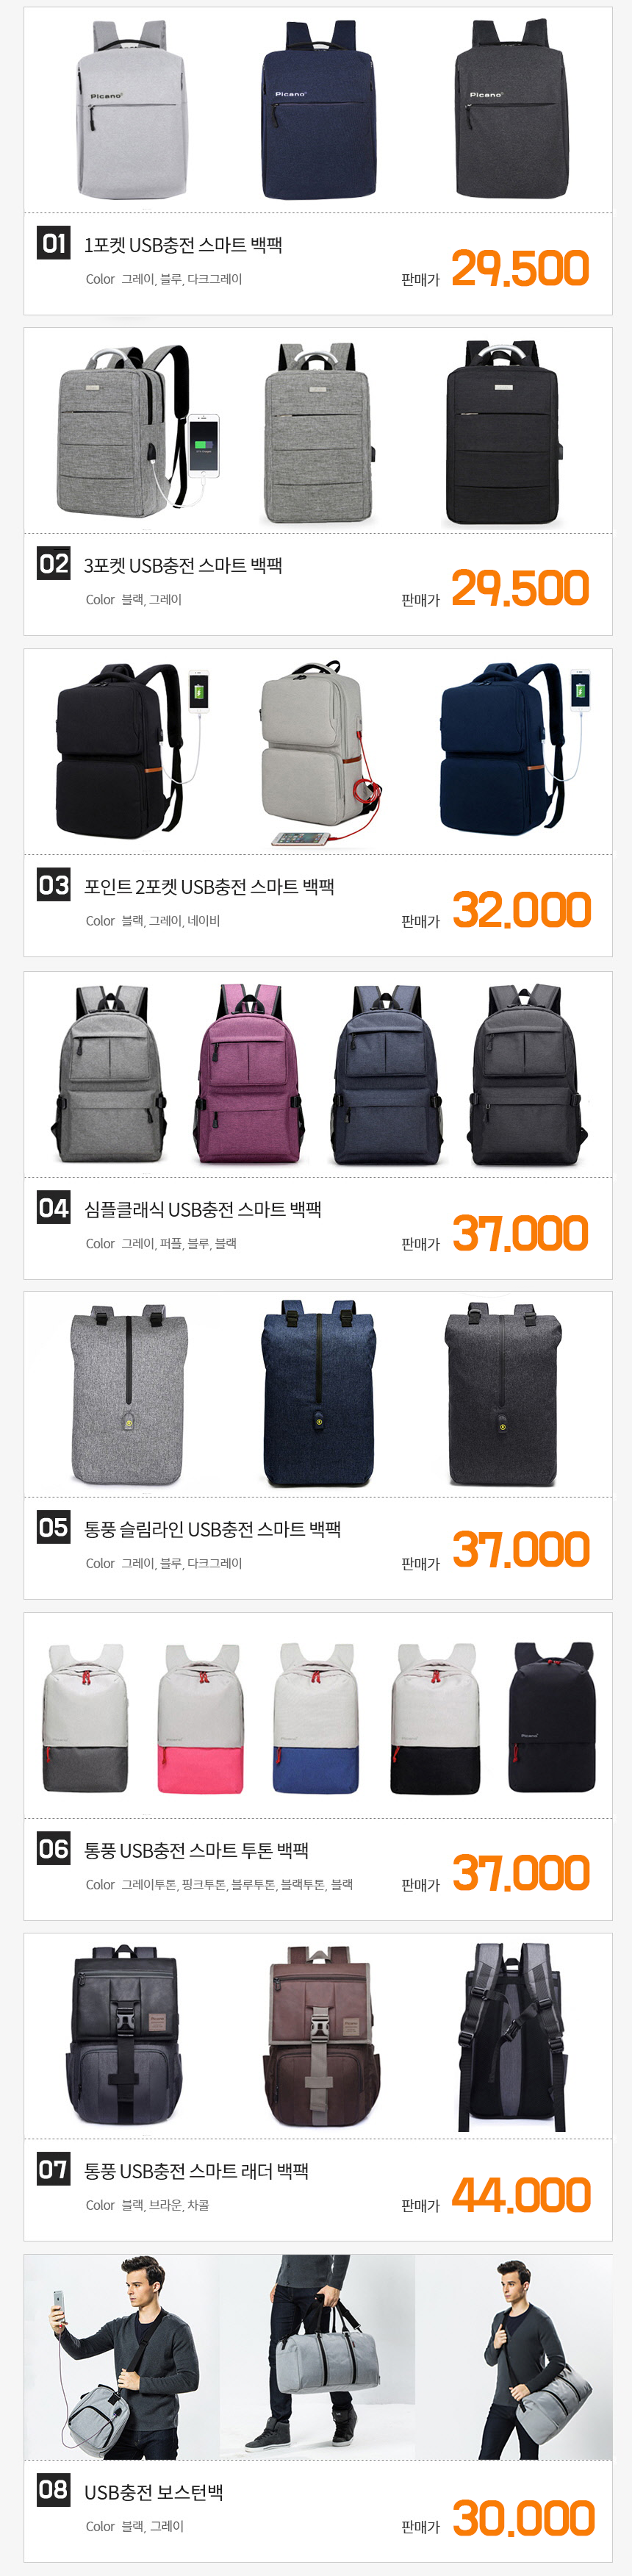 Picano
Picano
Picano
01
1포켓 USB충전 스마트 백팩
Color 그레이, 블루, 다크그레이
판매가 29.500
02
3포켓 USB충전 스마트 백팩
Color 블랙, 그레이
판매가 29.500
03
포인트 2포켓 USB충전 스마트 백팩
Color 블랙, 그레이, 네이비
판매가 32.000
04
심플클래식 USB충전 스마트 백팩
Color 그레이, 퍼플, 블루, 블랙
판매가 37.000
05
통풍 슬림라인 USB충전 스마트 백팩
Color 그레이, 블루, 다크그레이
판매가 37.000
06
통풍 USB충전 스마트 투톤 백팩
Color 그레이투톤, 핑크투톤, 블루투톤, 블랙투톤, 블랙
판매가 37.000
07
통풍 USB충전 스마트 래더 백팩
Color 블랙, 브라운, 차콜
판매가 44.000
08
USB충전 보스턴백
Color 블랙, 그레이
판매가 30.000